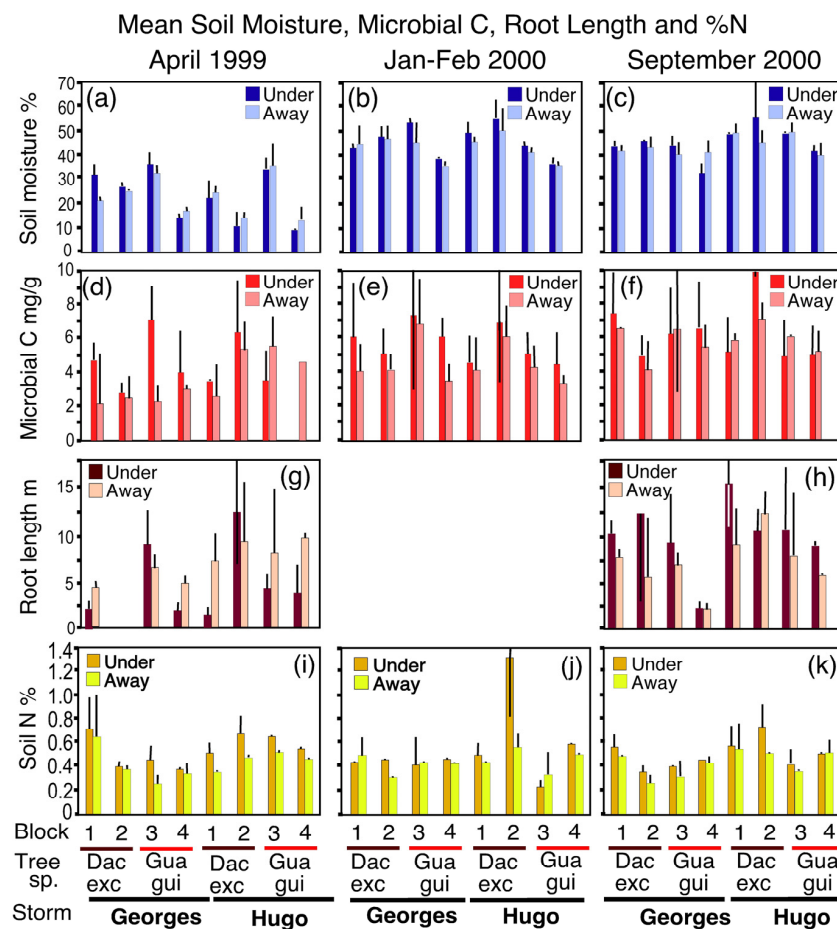 Mean Soil Moisture, Microbial C, Root Length and %N
April 1999 Jan-Feb 2000 September 2000
Soil moisture %
70
60
50
40
30
20
10
0
(a) Under
Away
(b) Under
Away
(c) Under
Away
Microbial C mg/g
10
8
6
4
2
0
(d) Under
Away
(e) Under
Away
(f) Under
Away
Root length m
15
10
5
0
Under
Away
(g)
Under
Away
(h)
Soil N %
1.4
1.2
1.0
0.8
0.6
0.4
0.2
0
Under
Away
(i)
Under
Away
(j)
Under
Away
(k)
Block 1 2 3 4 1 2 3 4 1 2 3 4 1 2 3 4 1 2 3 4 1 2 3 4
Tree sp.
Dac exc Gua gui Dac exc Gua gui Dac exc Gua gui Dac exc Gua gui Dac exc Gua gui Dac exc Gua gui
Storm Georges Hugo Georges Hugo Georges Hugo